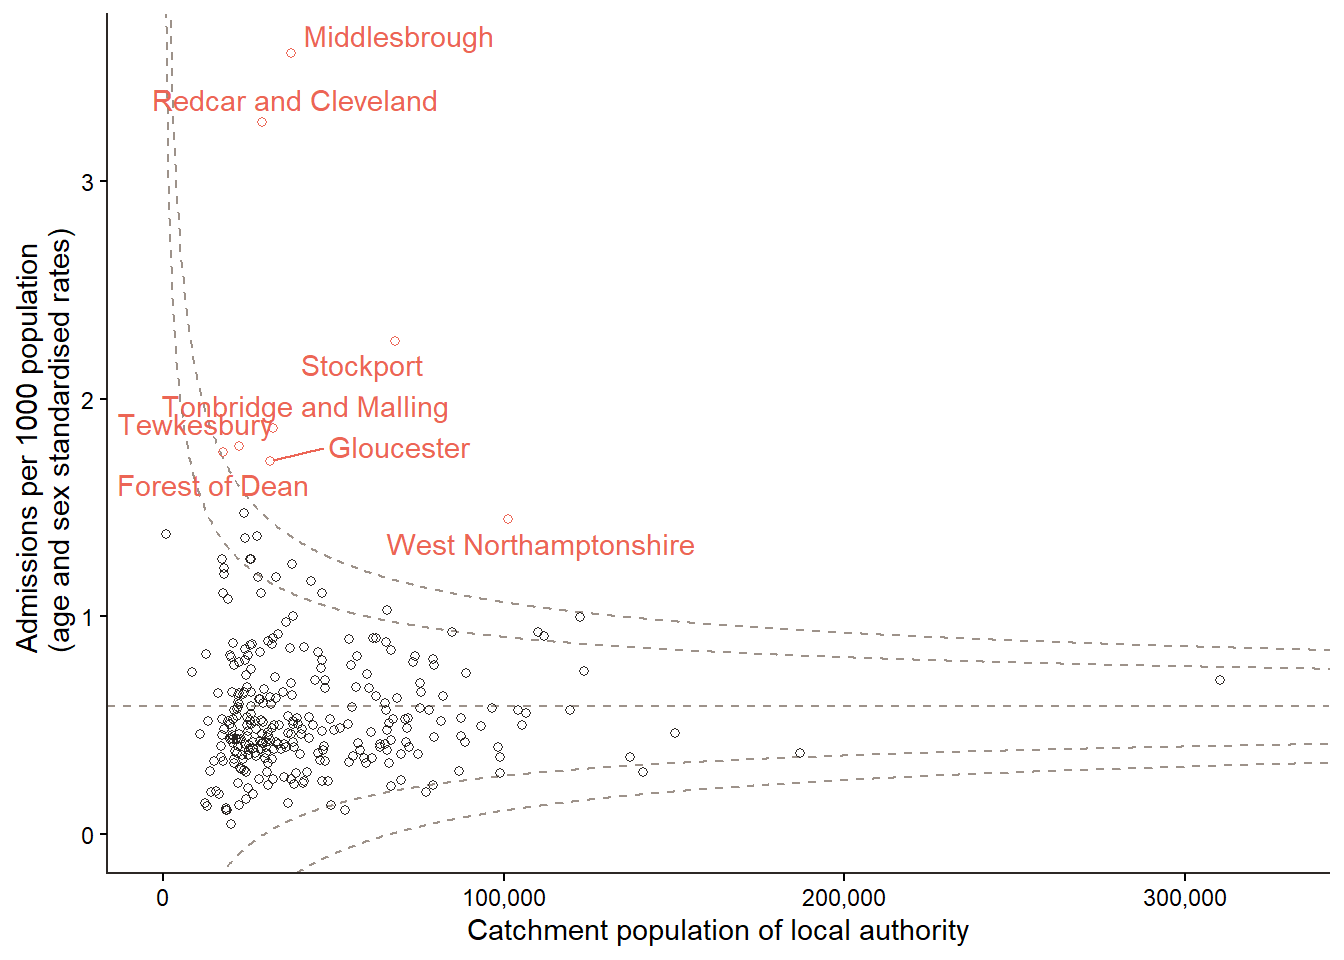 Middlesbrough
Redcar and Cleveland
3
Stockport
2
Tonbridge and Malling
Tewkesbury
Gloucester
Forest of Dean
West Northamptonshire
1
0
Admissions per 1000 population
(age and sex standardised rates)
0
100,000
200,000
300,000
Catchment population of local authority